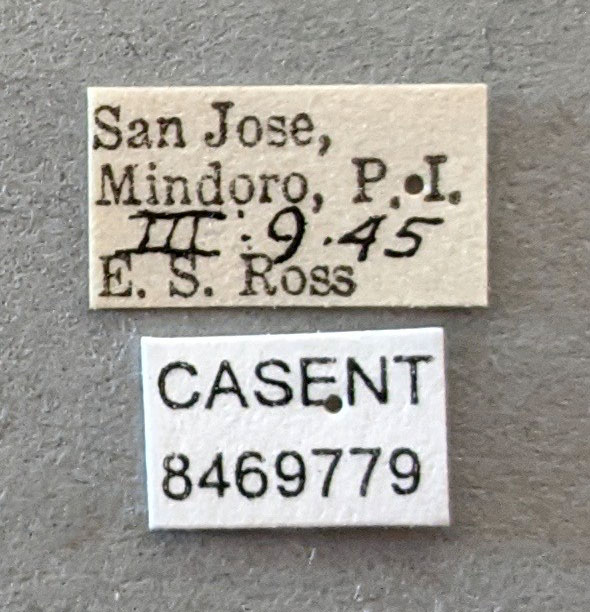 San Jose,
Mindoro, P.I.
III:9.45
E. S. Ross
CASENT
8469779